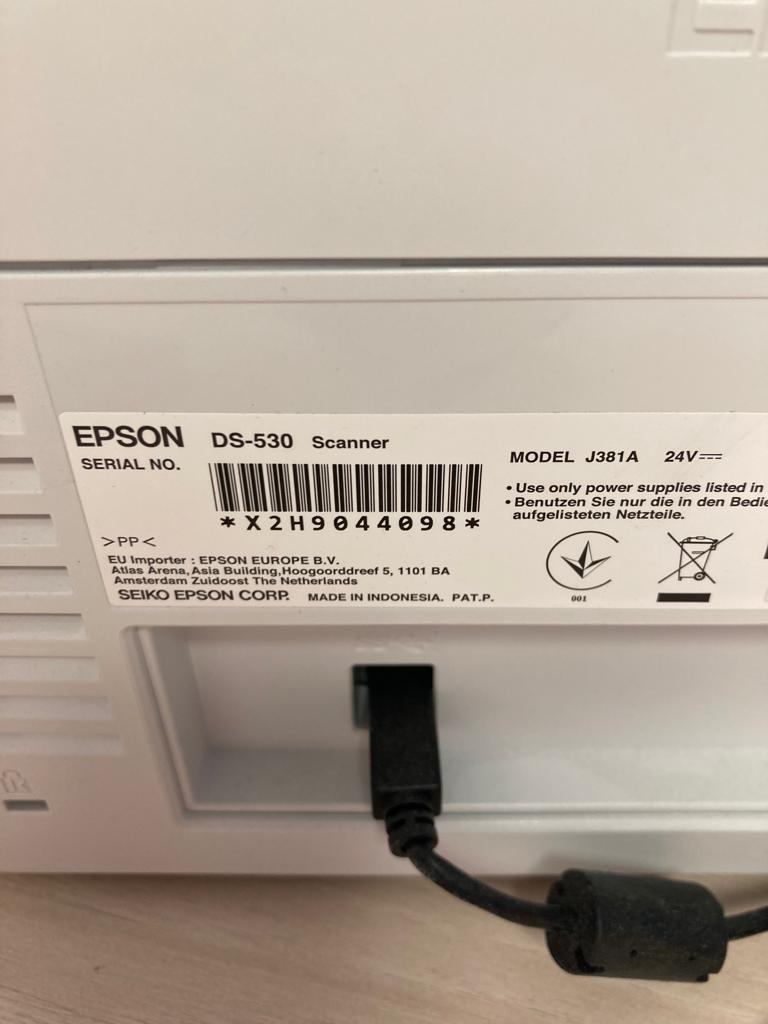 EPSON DS-530 Scanner
SERIAL NO.
*X2H9044098*
>PP<
EU Importer : EPSON EUROPE B.V.
Atlas Arena, Asia Building, Hoogoorddreef 5, 1101 BA
Amsterdam Zuidoost The Netherlands
SEIKO EPSON CORP. MADE IN INDONESIA. PAT.P.
MODEL J381A 24V
• Use only power supplies listed in
• Benutzen Sie nur die in den
aufgelisteten Netzteile.
001